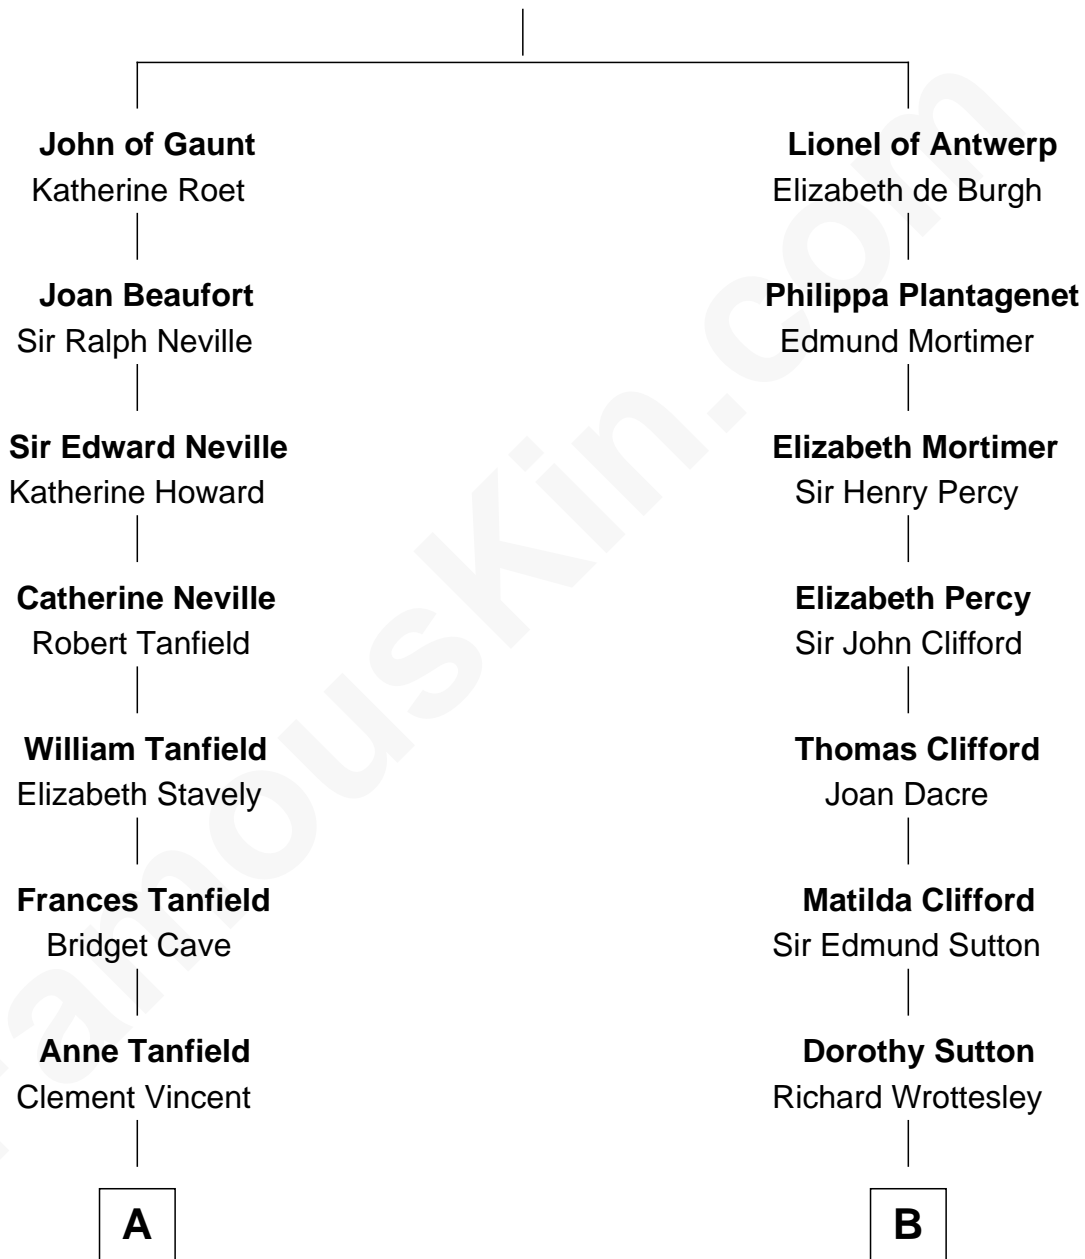 John of Gaunt
Katherine Roet
Joan Beaufort
Sir Ralph Neville
Sir Edward Neville
Katherine Howard
Catherine Neville
Robert Tanfield
William Tanfield
Elizabeth Stavely
Frances Tanfield
Bridget Cave
Anne Tanfield
Clement Vincent
A
Lionel of Antwerp
Elizabeth de Burgh
Philippa Plantagenet
Edmund Mortimer
Elizabeth Mortimer
Sir Henry Percy
Elizabeth Percy
Sir John Clifford
Thomas Clifford
Joan Dacre
Matilda Clifford
Sir Edmund Sutton
Dorothy Sutton
Richard Wrottesley
B
FamousKin.com